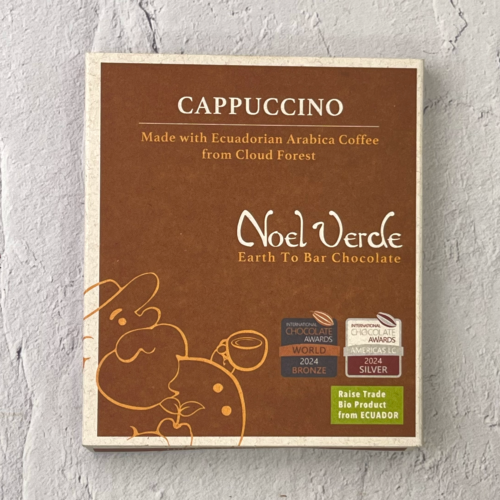 CAPPUCCINO
Made with Ecuadorian Arabica Coffee
from Cloud Forest
Noel Verde
Earth To Bar Chocolate
INTERNATIONAL
CHOCOLATE
AWARDS
WORLD
2024
BRONZE
INTERNATIONAL
CHOCOLATE
AWARDS
AMERICAS
2024
SILVER
Raise Trade
Bio Product
from ECUADOR